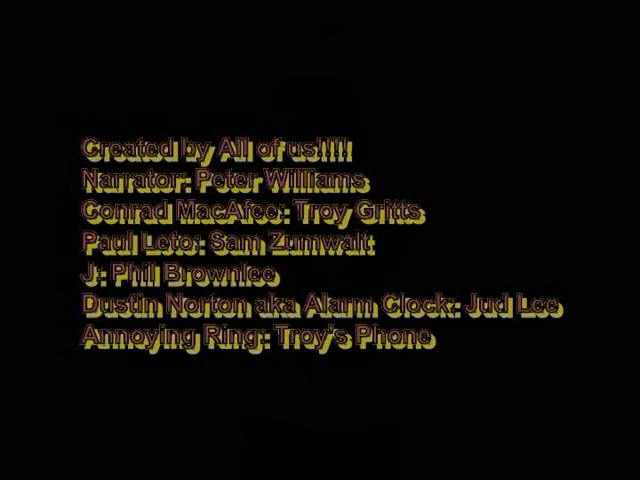 Created by All of us!!!!
Narrator: Peter Williams
Conrad MacAfee: Troy Gritts
Paul Leto: Sam Zumwalt
J: Phil Brownlee
Dustin Norton aka Alarm Clock: Jud Lee
Annoying Ring: Troy's Phone